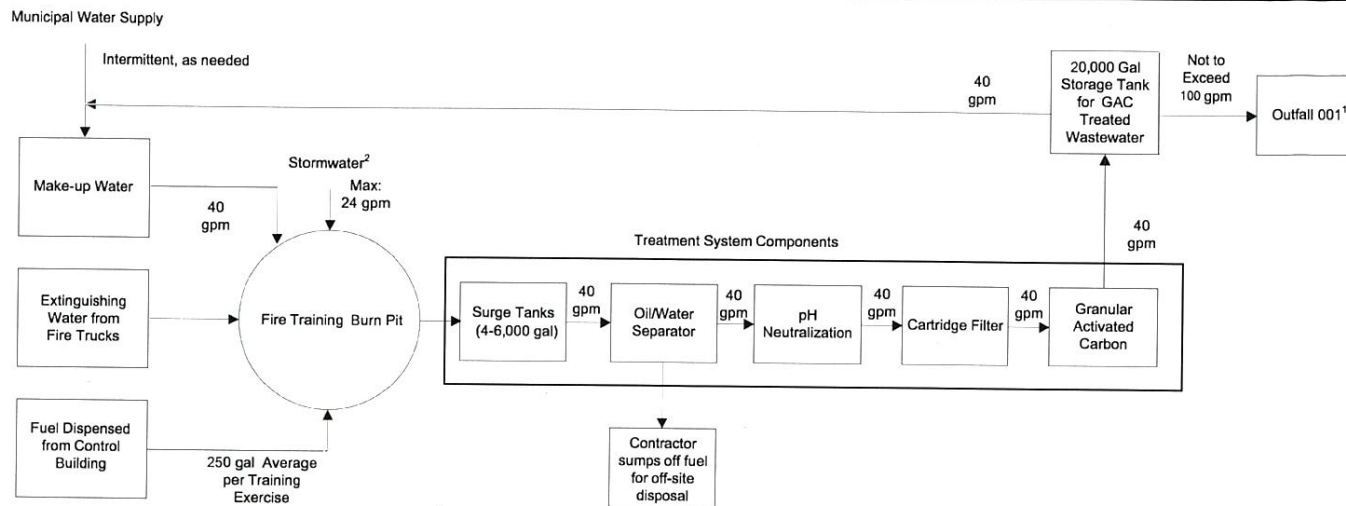 Municipal Water Supply
Intermittent, as needed
40
gpm
20,000 Gal
Storage Tank
for GAC
Treated
Wastewater
Not to
Exceed
100 gpm
Outfall 001¹
Make-up Water
40
gpm
Stormwater²
Max:
24 gpm
Extinguishing
Water from
Fire Trucks
Fire Training Burn Pit
Fuel Dispensed
from Control
Building
250 gal Average
per Training
Exercise
Treatment System Components
Surge Tanks
(4-6,000 gal)
40
gpm
Oil/Water
Separator
40
gpm
pH
Neutralization
40
gpm
Cartridge Filter
40
gpm
Granular
Activated
Carbon
40
gpm
Contractor
sumps off fuel
for off-site
disposal